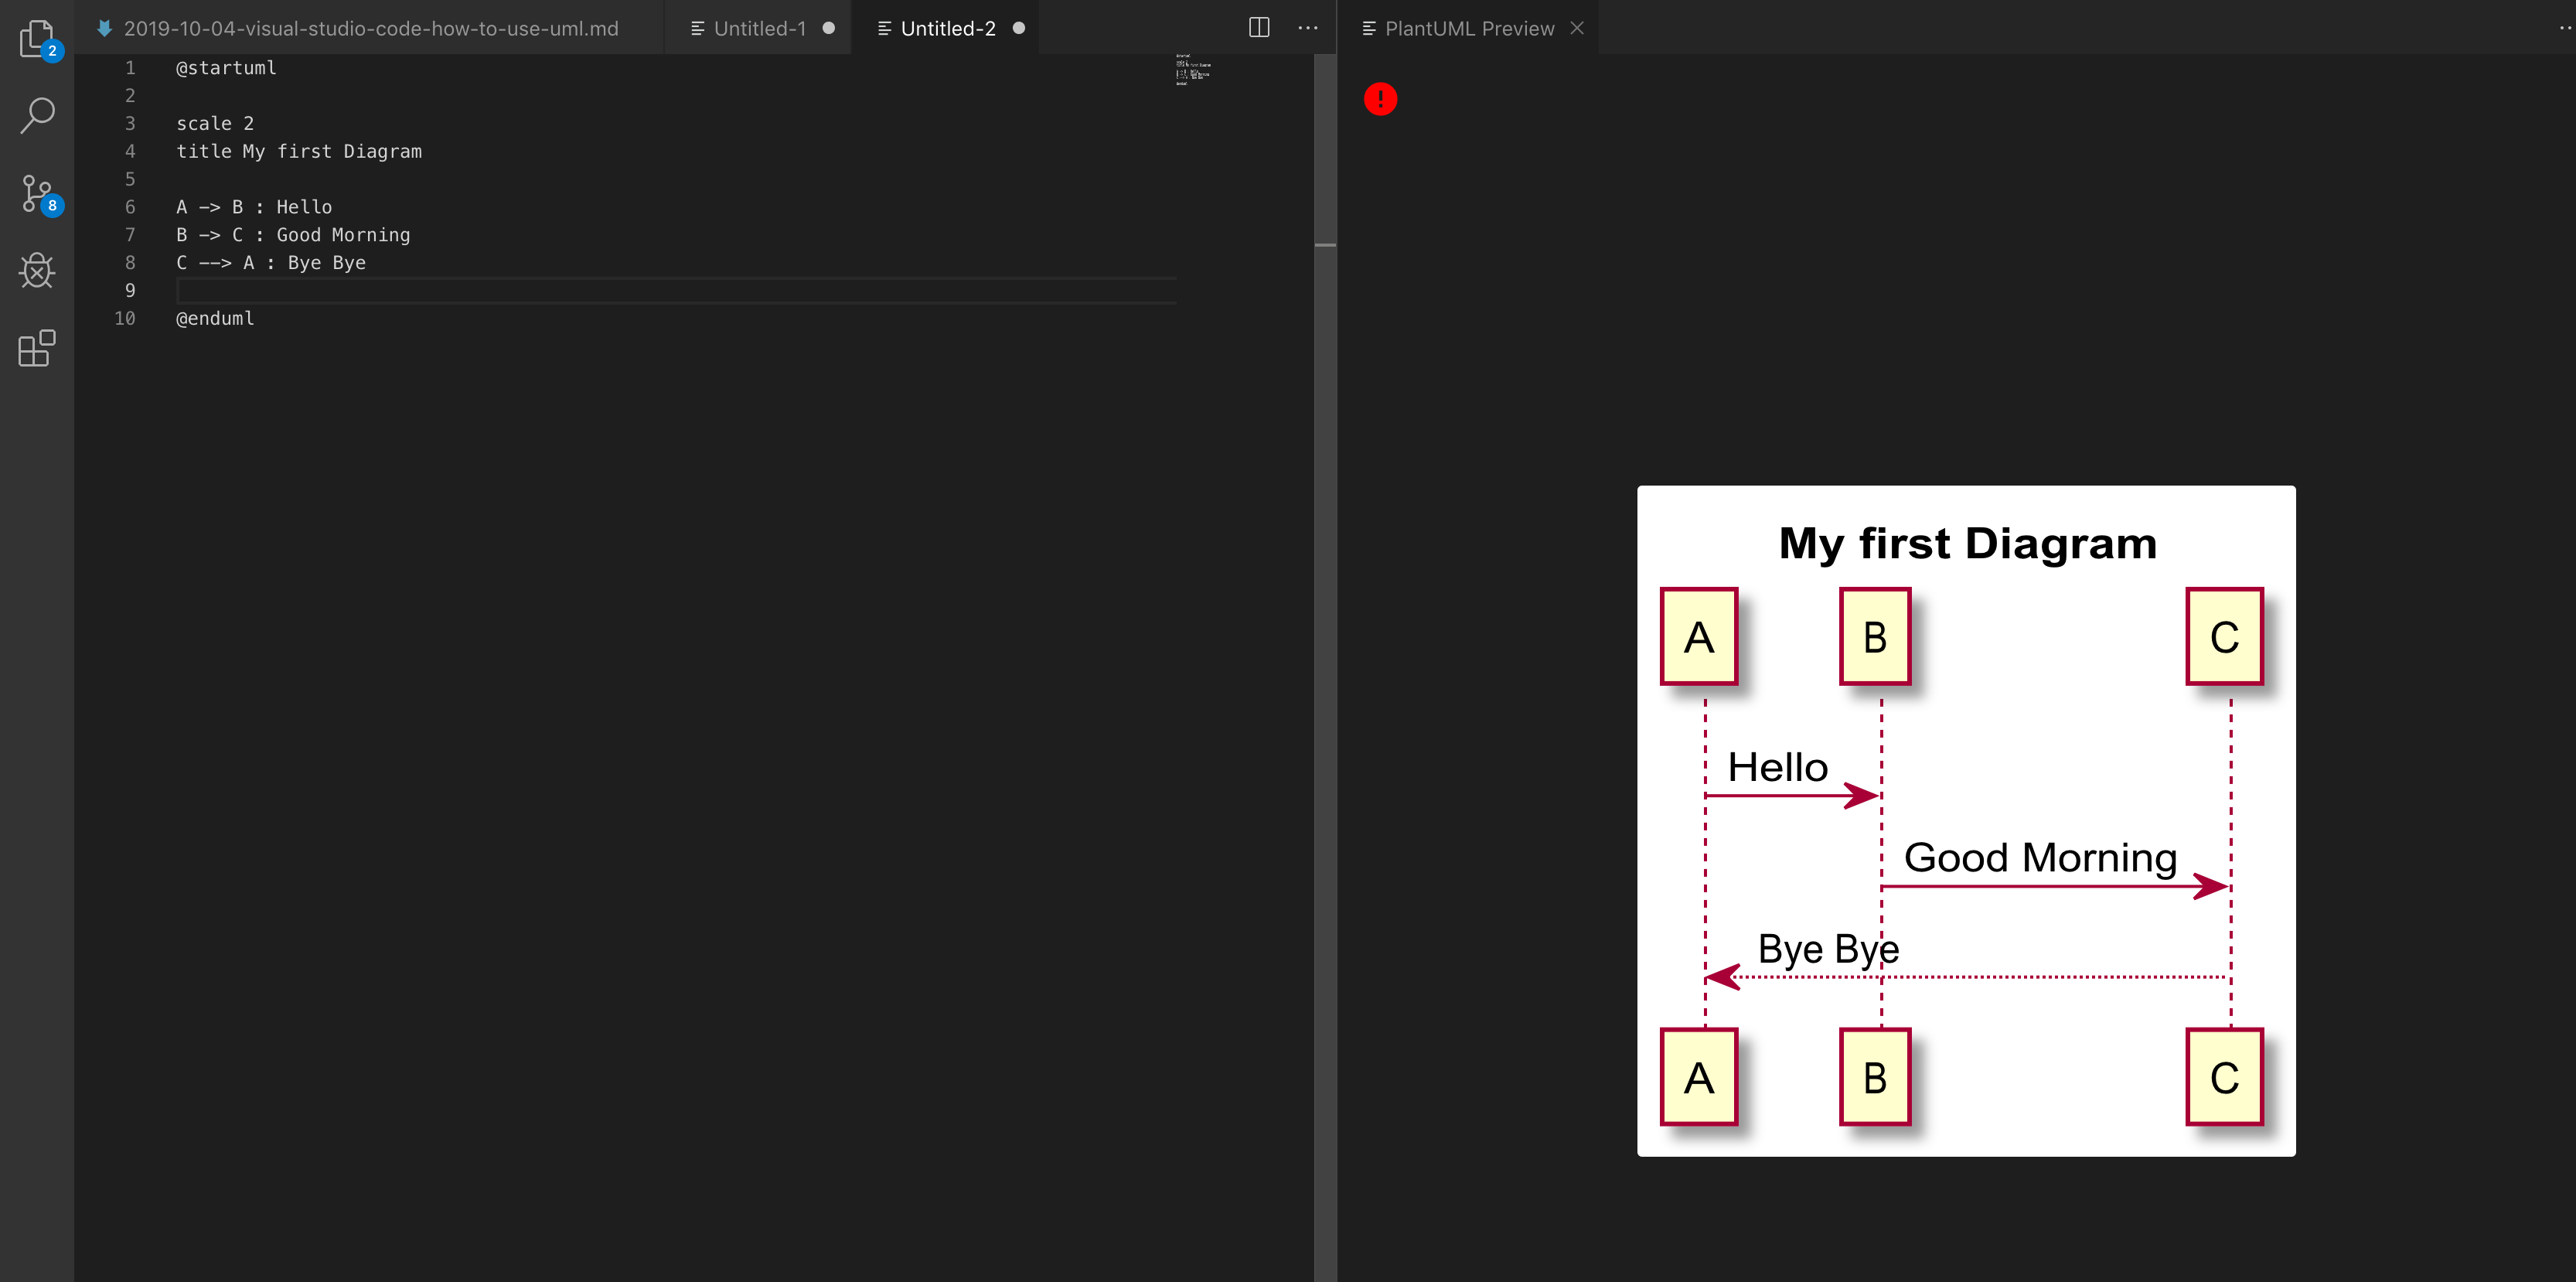 2019-10-04-visual-studio-code-how-to-use-uml.md
Untitled-1
Untitled-2
PlantUML Preview
2
8
1 @startuml
2
3 scale 2
4 title My first Diagram
5
6 A -> B : Hello
7 B -> C : Good Morning
8 C --> A : Bye Bye
9
10 @enduml
!
My first Diagram
A B C
Hello
Good Morning
Bye Bye
A B C